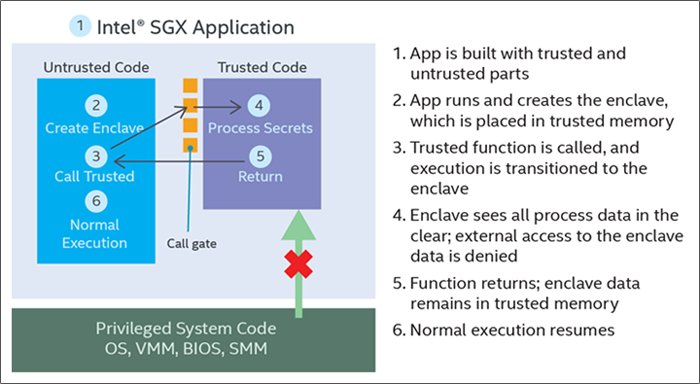 1 Intel® SGX Application
Untrusted Code
Trusted Code
2
Create Enclave
3
Call Trusted
6
Normal
Execution
4
Process Secrets
5
Return
Call gate
Privileged System Code
OS, VMM, BIOS, SMM
1. App is built with trusted and
untrusted parts
2. App runs and creates the enclave,
which is placed in trusted memory
3. Trusted function is called, and
execution is transitioned to the
enclave
4. Enclave sees all process data in the
clear; external access to the enclave
data is denied
5. Function returns; enclave data
remains in trusted memory
6. Normal execution resumes